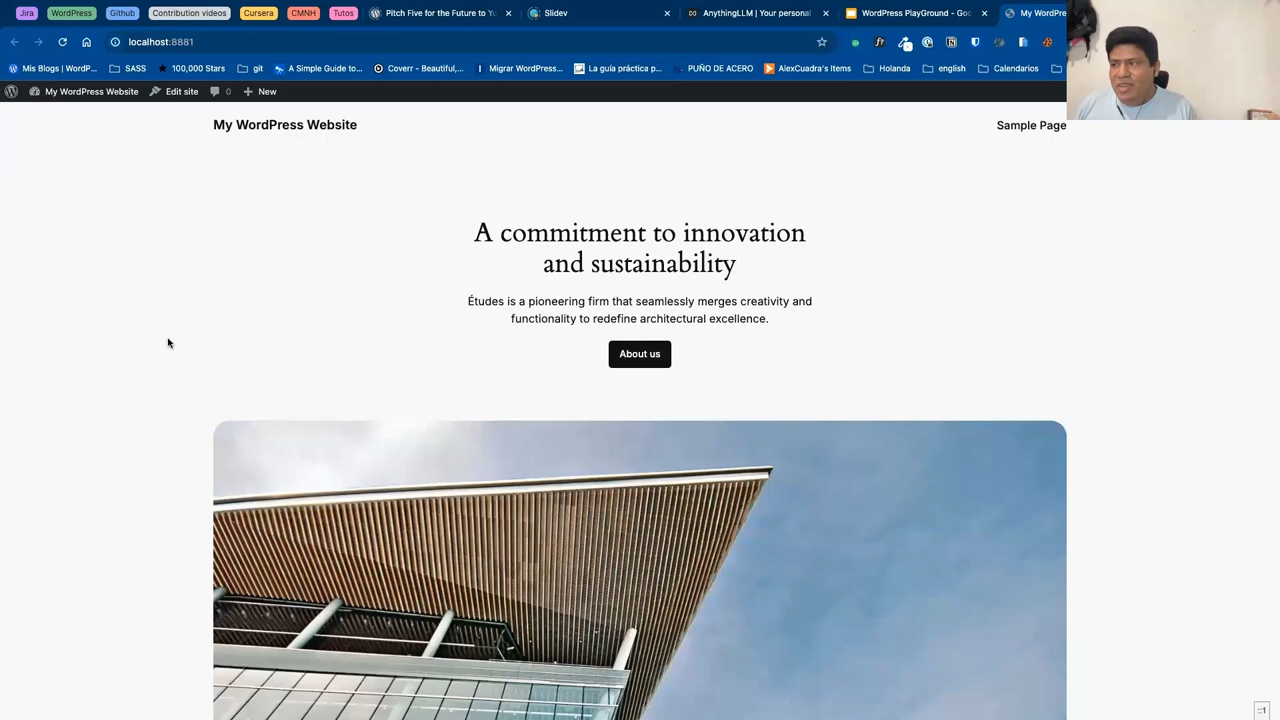 Jira
WordPress
Github
Contribution videos
Cursera
CMNH
Tutos
Pitch Five for the Future to Y
Slidev
AnythingLLM | Your personal
WordPress PlayGround - Goo
My WordPre
localhost:8881
Mis Blogs | WordP...
SASS
100,000 Stars
git
A Simple Guide to...
Coverr - Beautiful,...
Migrar WordPress...
La guía práctica p...
PUÑO DE ACERO
AlexCuadra's Items
Holanda
english
Calendarios
My WordPress Website
Edit site
0
New
My WordPress Website
Sample Page
A commitment to innovation
and sustainability
Études is a pioneering firm that seamlessly merges creativity and
functionality to redefine architectural excellence.
About us
::1